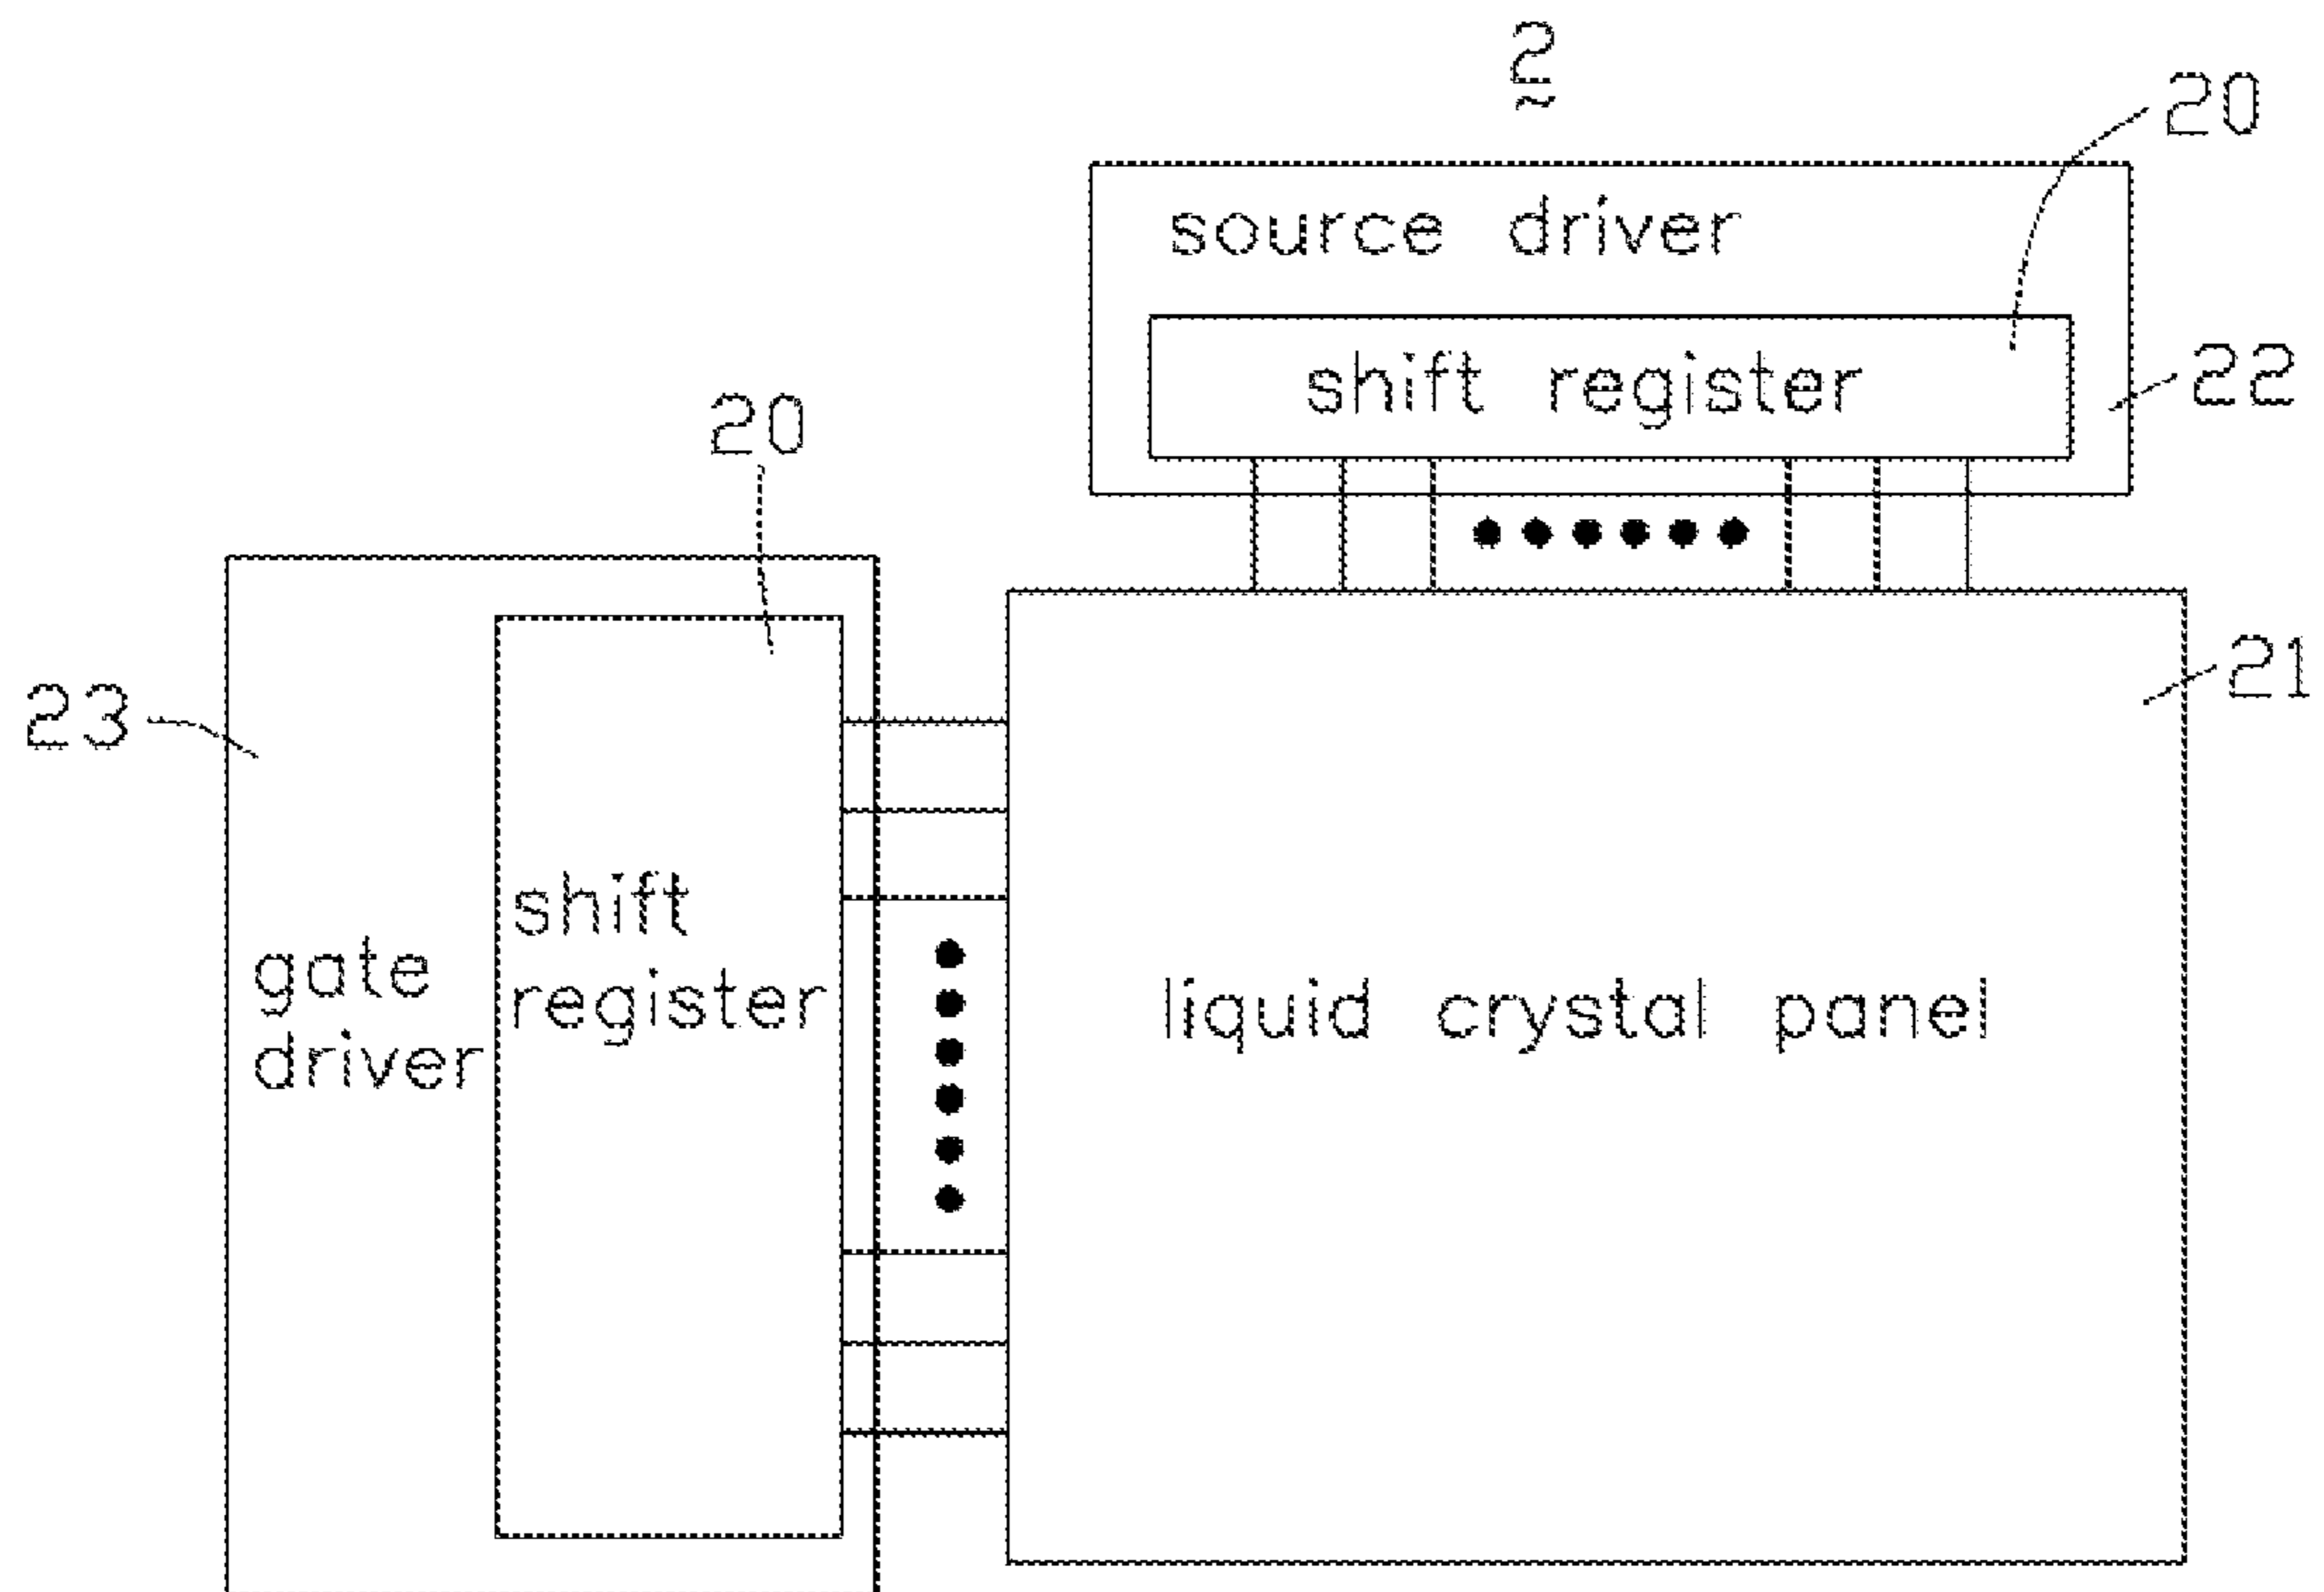 2
20
source driver
shift register
22
20
21
23
shift
register
gate
driver
liquid crystal panel